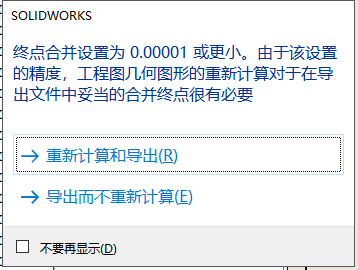 SOLIDWORKS
终点合并设置为 0.00001 或更小。由于该设置
的精度，工程图几何图形的重新计算对于在导
出文件中妥当的合并终点很有必要
重新计算和导出(R)
导出而不重新计算(E)
不要再显示(D)